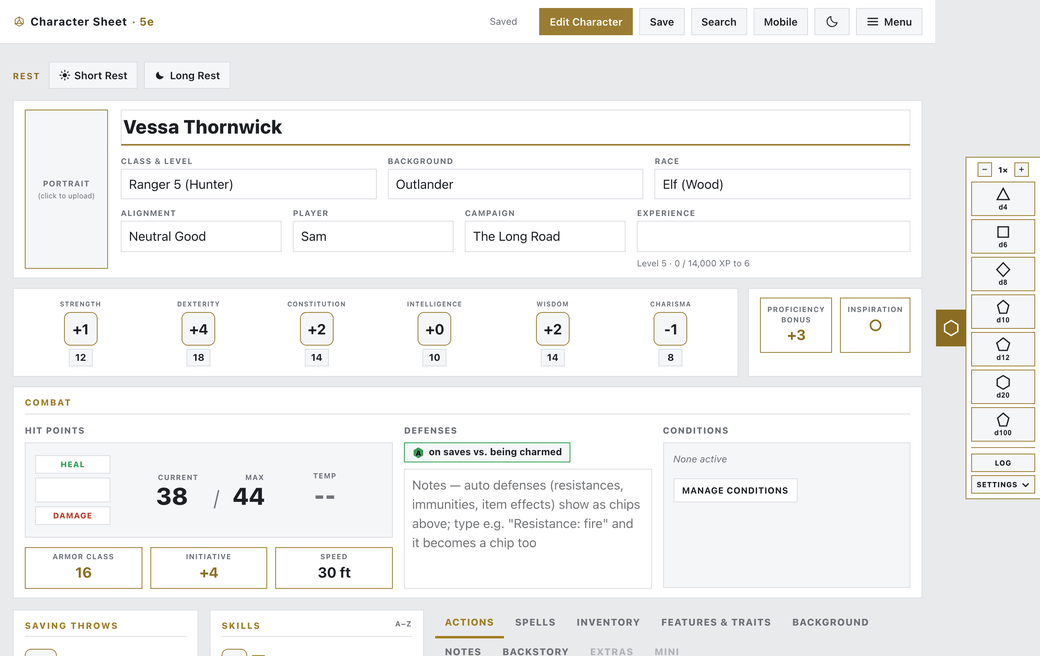 Character Sheet · 5e
Saved
Edit Character
Save
Search
Mobile
Menu
REST
Short Rest
Long Rest
PORTRAIT
(click to upload)
Vessa Thornwick
CLASS & LEVEL
BACKGROUND
RACE
Ranger 5 (Hunter)
Outlander
Elf (Wood)
ALIGNMENT
PLAYER
CAMPAIGN
EXPERIENCE
Neutral Good
Sam
The Long Road
Level 5 · 0 / 14,000 XP to 6
STRENGTH
DEXTERITY
CONSTITUTION
INTELLIGENCE
WISDOM
CHARISMA
+1
+4
+2
+0
+2
-1
12
18
14
10
14
8
PROFICIENCY
BONUS
+3
INSPIRATION
COMBAT
HIT POINTS
HEAL
DAMAGE
CURRENT
MAX
TEMP
38 / 44
--
ARMOR CLASS
16
INITIATIVE
+4
SPEED
30 ft
DEFENSES
A on saves vs. being charmed
Notes — auto defenses (resistances,
immunities, item effects) show as chips
above; type e.g. "Resistance: fire" and
it becomes a chip too
CONDITIONS
None active
MANAGE CONDITIONS
SAVING THROWS
SKILLS
A–Z
ACTIONS
SPELLS
INVENTORY
FEATURES & TRAITS
BACKGROUND
NOTES
BACKSTORY
EXTRAS
MINI
− 1× +
d4
d6
d8
d10
d12
d20
d100
LOG
SETTINGS